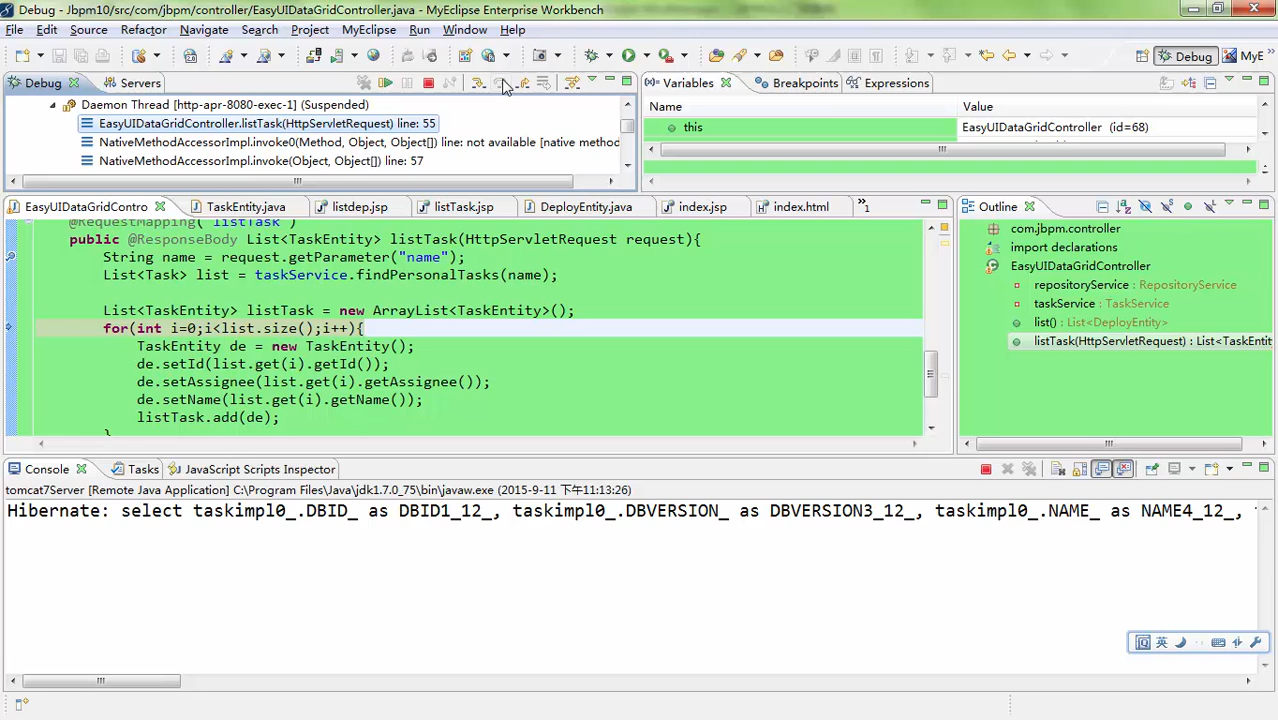 Debug - Jbpm10/src/com/jbpm/controller/EasyUIDataGridController.java - MyEclipse Enterprise Workbench
File Edit Source Refactor Navigate Search Project MyEclipse Run Window Help
Debug MyE
Debug Servers
Daemon Thread [http-apr-8080-exec-1] (Suspended)
EasyUIDataGridController.listTask(HttpServletRequest) line: 55
NativeMethodAccessorImpl.invoke0(Method, Object, Object[]) line: not available [native method
NativeMethodAccessorImpl.invoke(Object, Object[]) line: 57
Variables Breakpoints Expressions
Name Value
this EasyUIDataGridController (id=68)
EasyUIDataGridContro TaskEntity.java listdep.jsp listTask.jsp DeployEntity.java index.jsp index.html »1
@RequestMapping("listTask")
public @ResponseBody List<TaskEntity> listTask(HttpServletRequest request){
String name = request.getParameter("name");
List<Task> list = taskService.findPersonalTasks(name);
List<TaskEntity> listTask = new ArrayList<TaskEntity>();
for(int i=0;i<list.size();i++){
TaskEntity de = new TaskEntity();
de.setId(list.get(i).getId());
de.setAssignee(list.get(i).getAssignee());
de.setName(list.get(i).getName());
listTask.add(de);
}
Outline
com.jbpm.controller
import declarations
EasyUIDataGridController
repositoryService : RepositoryService
taskService : TaskService
list() : List<DeployEntity>
listTask(HttpServletRequest) : List<TaskEntit
Console Tasks JavaScript Scripts Inspector
tomcat7Server [Remote Java Application] C:\Program Files\Java\jdk1.7.0_75\bin\javaw.exe (2015-9-11 下午11:13:26)
Hibernate: select taskimpl0_.DBID_ as DBID1_12_, taskimpl0_.DBVERSION_ as DBVERSION3_12_, taskimpl0_.NAME_ as NAME4_12_,
英